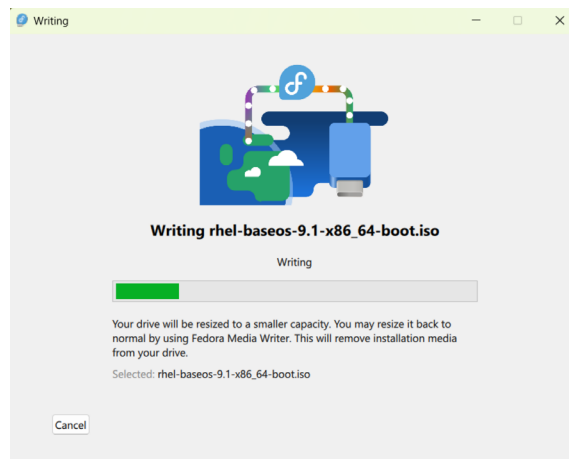 Writing
Writing rhel-baseos-9.1-x86_64-boot.iso
Writing
Your drive will be resized to a smaller capacity. You may resize it back to
normal by using Fedora Media Writer. This will remove installation media
from your drive.
Selected: rhel-baseos-9.1-x86_64-boot.iso
Cancel